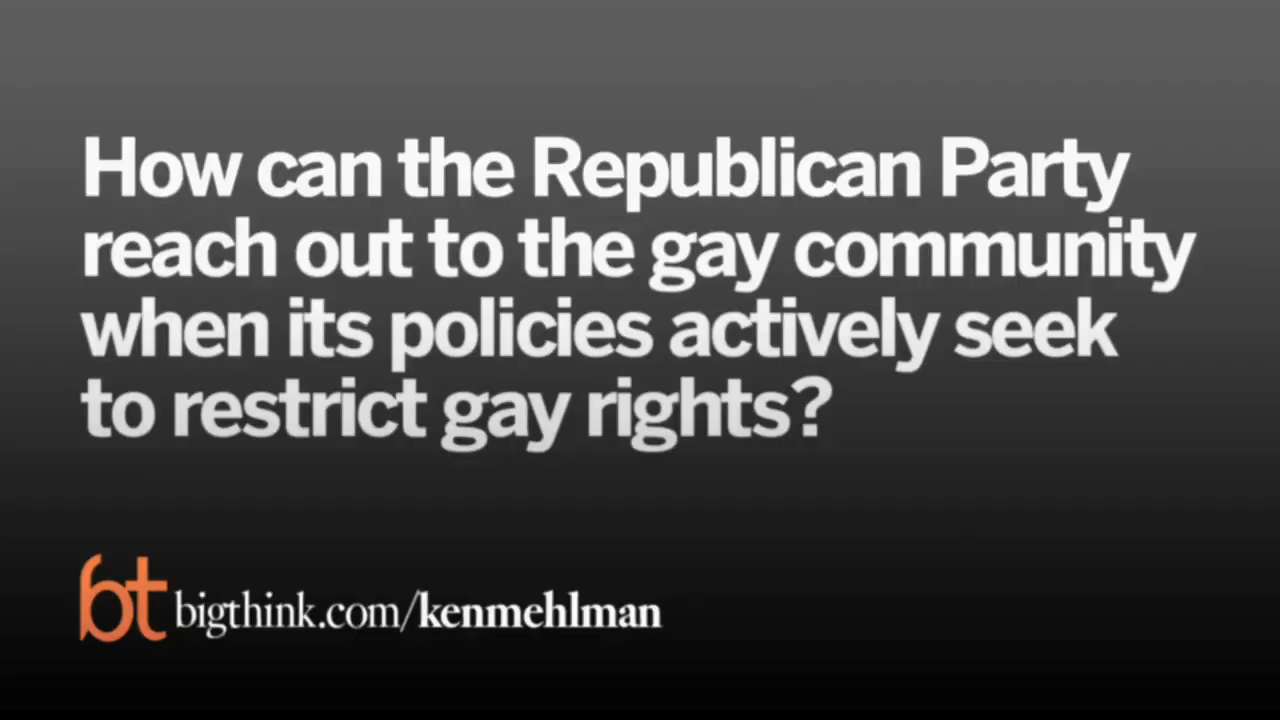 How can the Republican Party
reach out to the gay community
when its policies actively seek
to restrict gay rights?
bt bigthink.com/kenmehlman